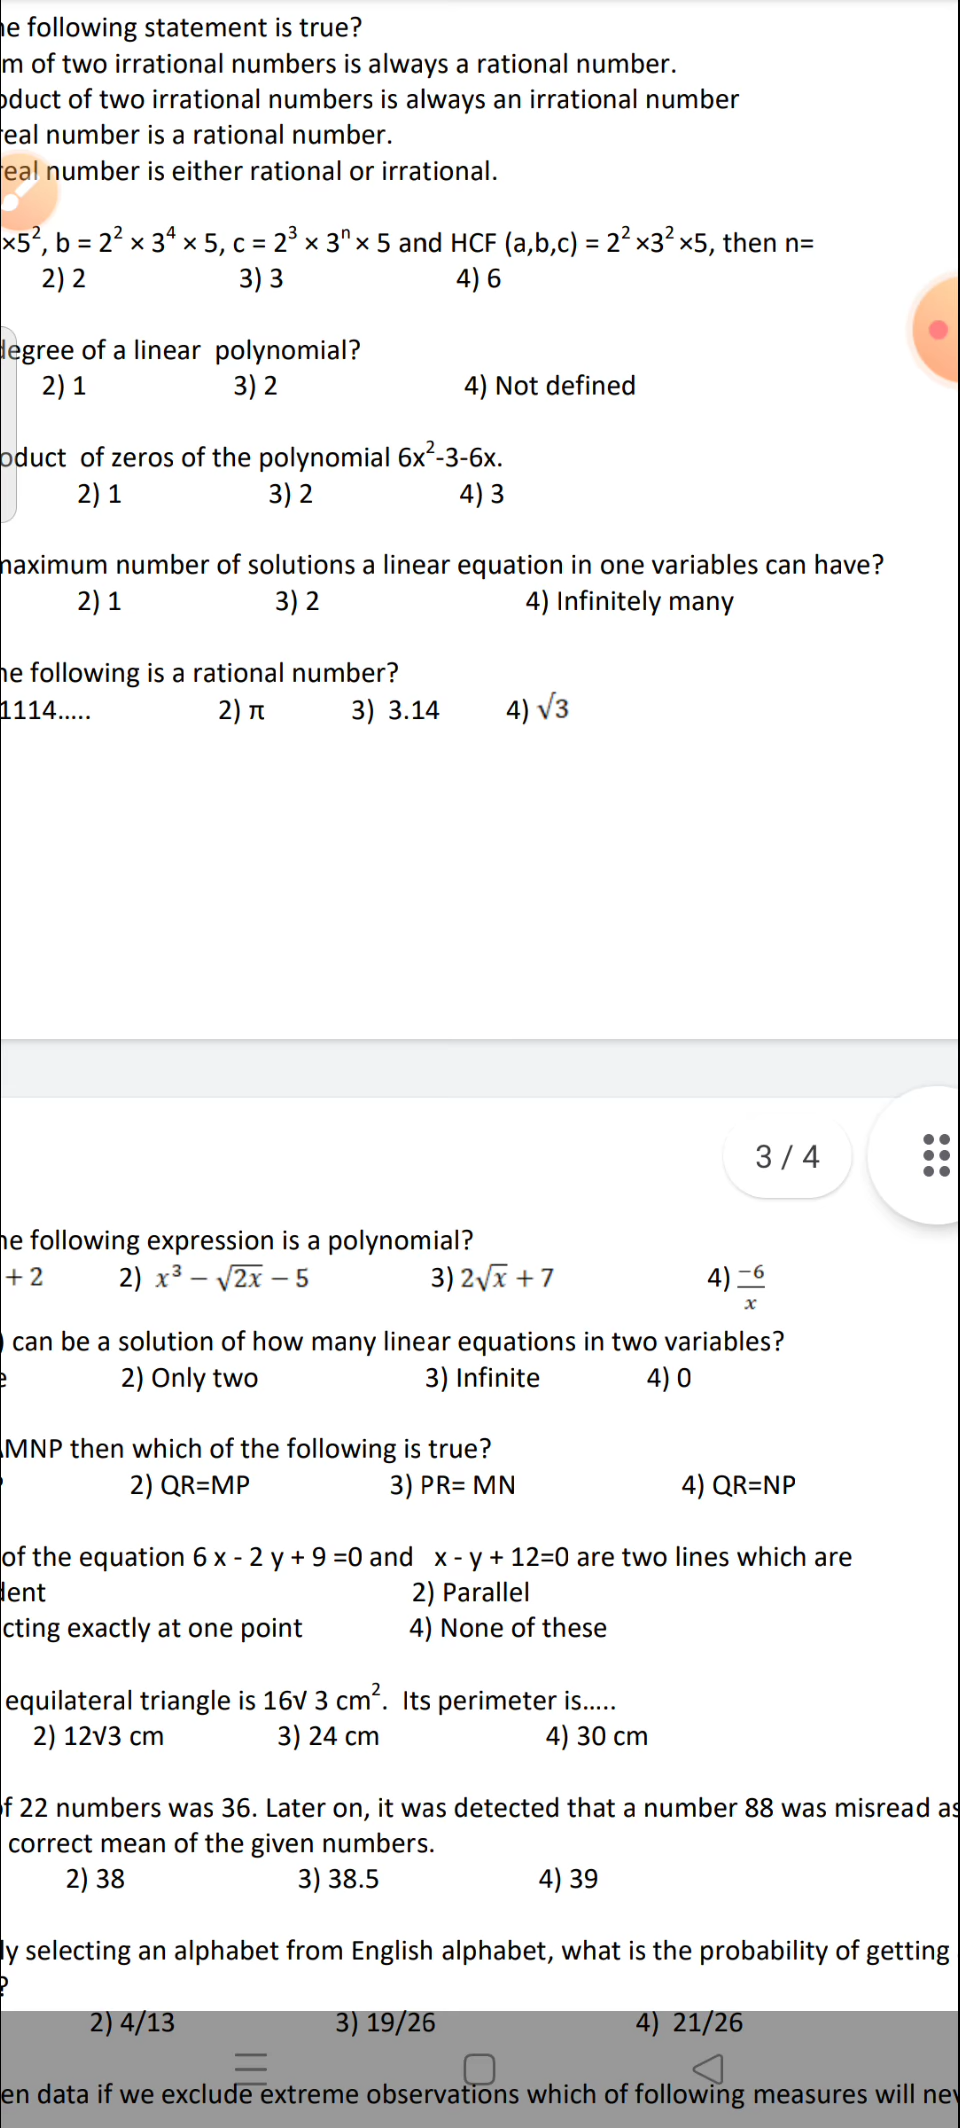 following statement is true?
of two irrational numbers is always a rational number.
of two irrational numbers is always an irrational number
number is a rational number.
number is either rational or irrational.
×5², b = 2² × 3⁴ × 5, c = 2³ × 3ⁿ × 5 and HCF (a,b,c) = 2² ×3² ×5, then n=
2) 2 3) 3 4) 6
of a linear polynomial?
2) 1 3) 2 4) Not defined
of zeros of the polynomial 6x²-3-6x.
2) 1 3) 2 4) 3
number of solutions a linear equation in one variables can have?
2) 1 3) 2 4) Infinitely many
following is a rational number?
1114..... 2) π 3) 3.14 4) √3
3 / 4
following expression is a polynomial?
+ 2 2) x³ − √2x − 5 3) 2√x + 7 4) −6/x
can be a solution of how many linear equations in two variables?
2) Only two 3) Infinite 4) 0
MNP then which of the following is true?
2) QR=MP 3) PR= MN 4) QR=NP
of the equation 6 x - 2 y + 9 =0 and x - y + 12=0 are two lines which are
2) Parallel
exactly at one point 4) None of these
equilateral triangle is 16√ 3 cm². Its perimeter is.....
2) 12√3 cm 3) 24 cm 4) 30 cm
22 numbers was 36. Later on, it was detected that a number 88 was misread as
correct mean of the given numbers.
2) 38 3) 38.5 4) 39
selecting an alphabet from English alphabet, what is the probability of getting
?
2) 4/13 3) 19/26 4) 21/26
data if we exclude extreme observations which of following measures will